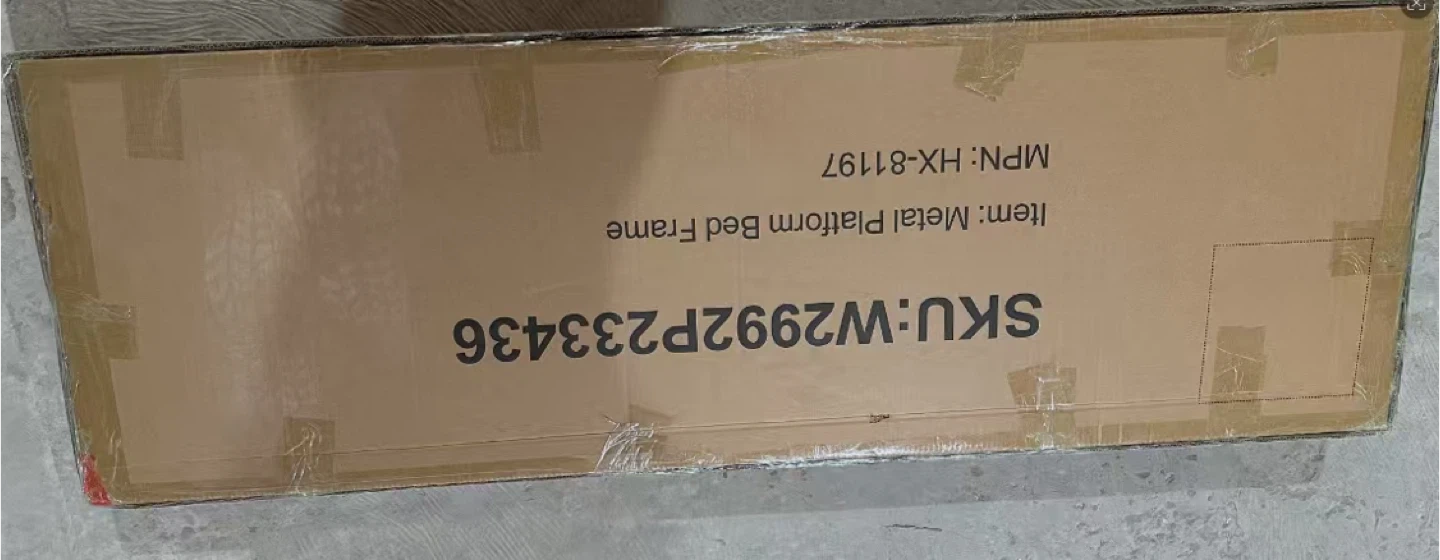 SKU:W2992P233436
Item: Metal Platform Bed Frame
MPN: HX-81197